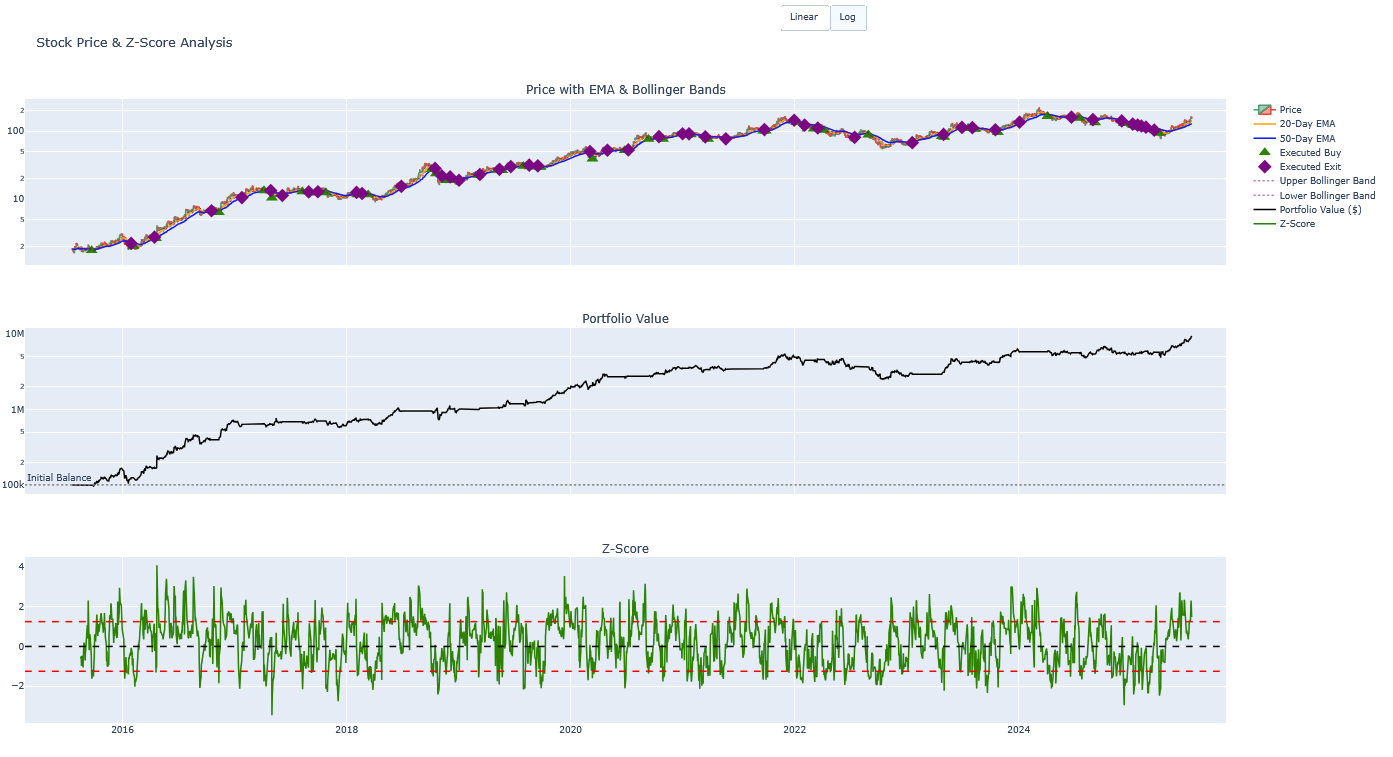 Linear Log
Stock Price & Z-Score Analysis
Price with EMA & Bollinger Bands
2
100
5
2
10
5
2
Price
20-Day EMA
50-Day EMA
Executed Buy
Executed Exit
Upper Bollinger Band
Lower Bollinger Band
Portfolio Value ($)
Z-Score
Portfolio Value
10M
5
2
1M
5
2
Initial Balance
100k
Z-Score
4
2
0
−2
2016 2018 2020 2022 2024